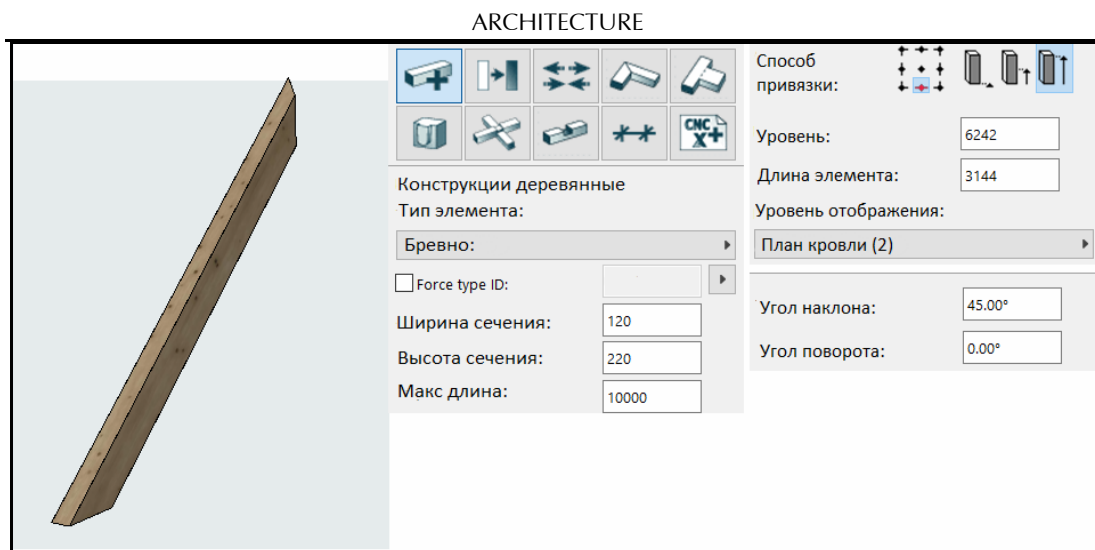 ARCHITECTURE
CNC
X+
Конструкции деревянные
Тип элемента:
Бревно:
Force type ID:
Ширина сечения:
120
Высота сечения:
220
Макс длина:
10000
Способ
привязки:
Уровень:
6242
Длина элемента:
3144
Уровень отображения:
План кровли (2)
Угол наклона:
45.00°
Угол поворота:
0.00°